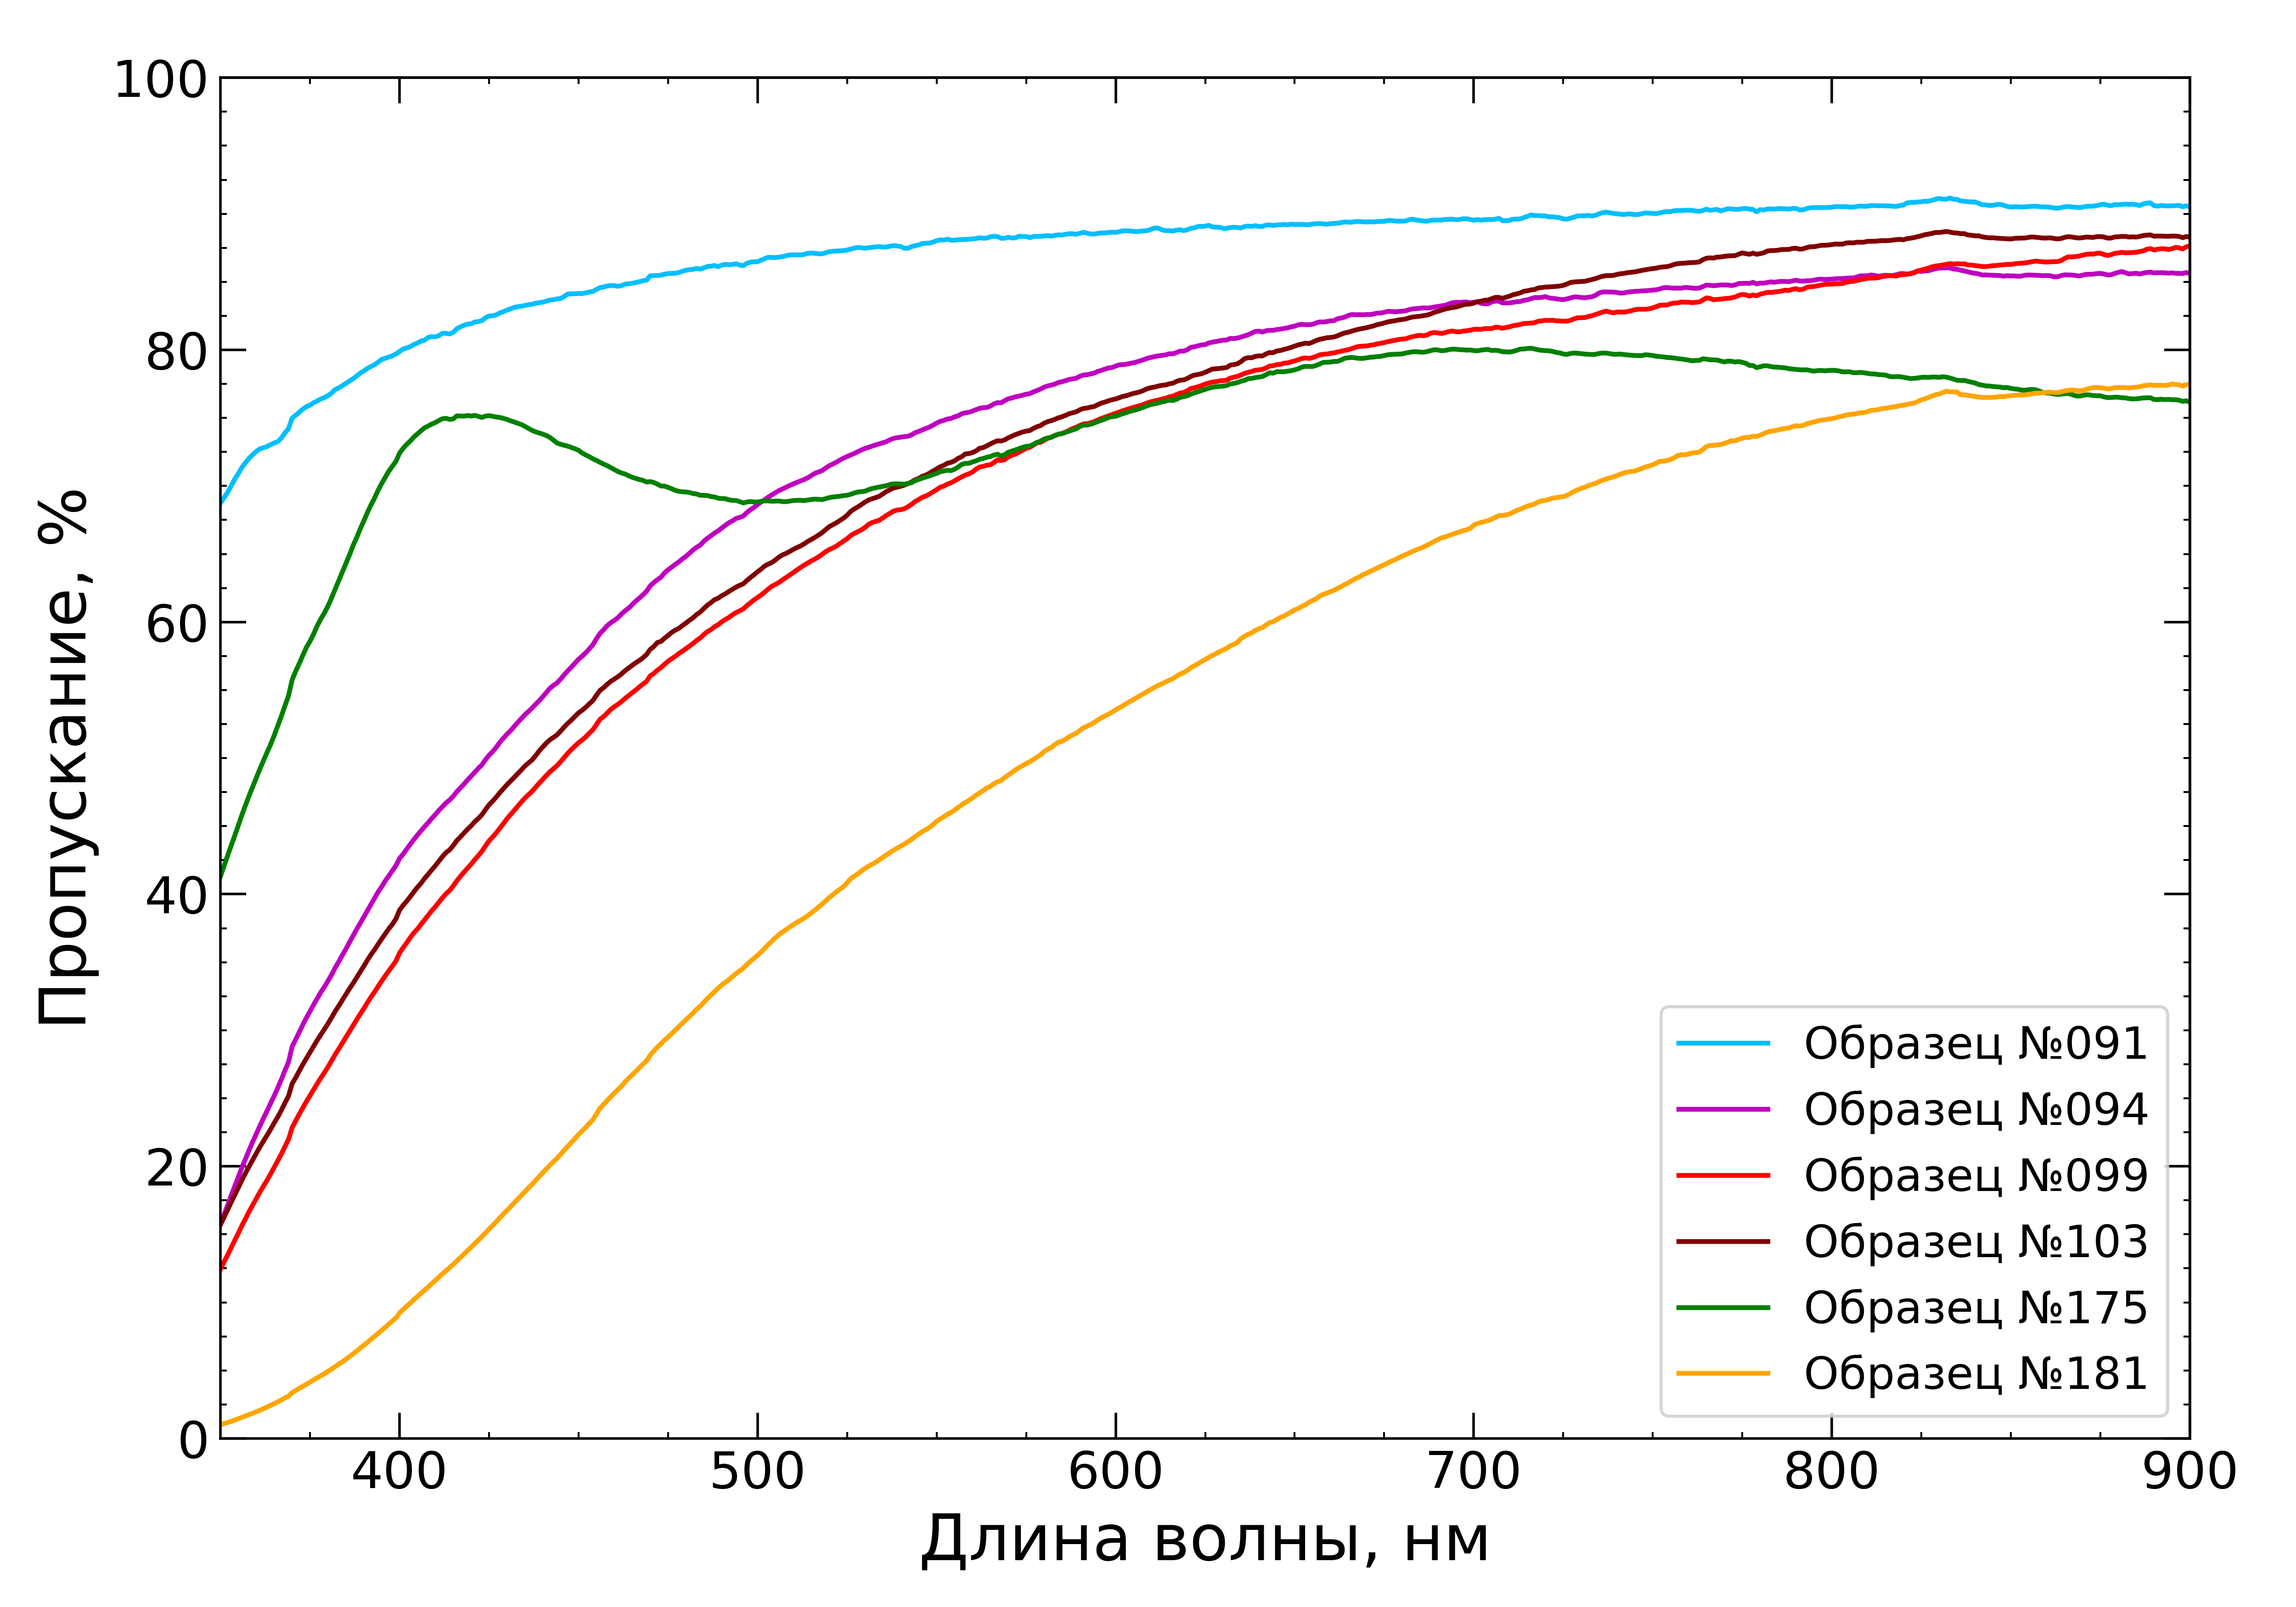 Пропускание, %
100
80
60
40
20
0
400 500 600 700 800 900
Длина волны, нм
Образец №091
Образец №094
Образец №099
Образец №103
Образец №175
Образец №181